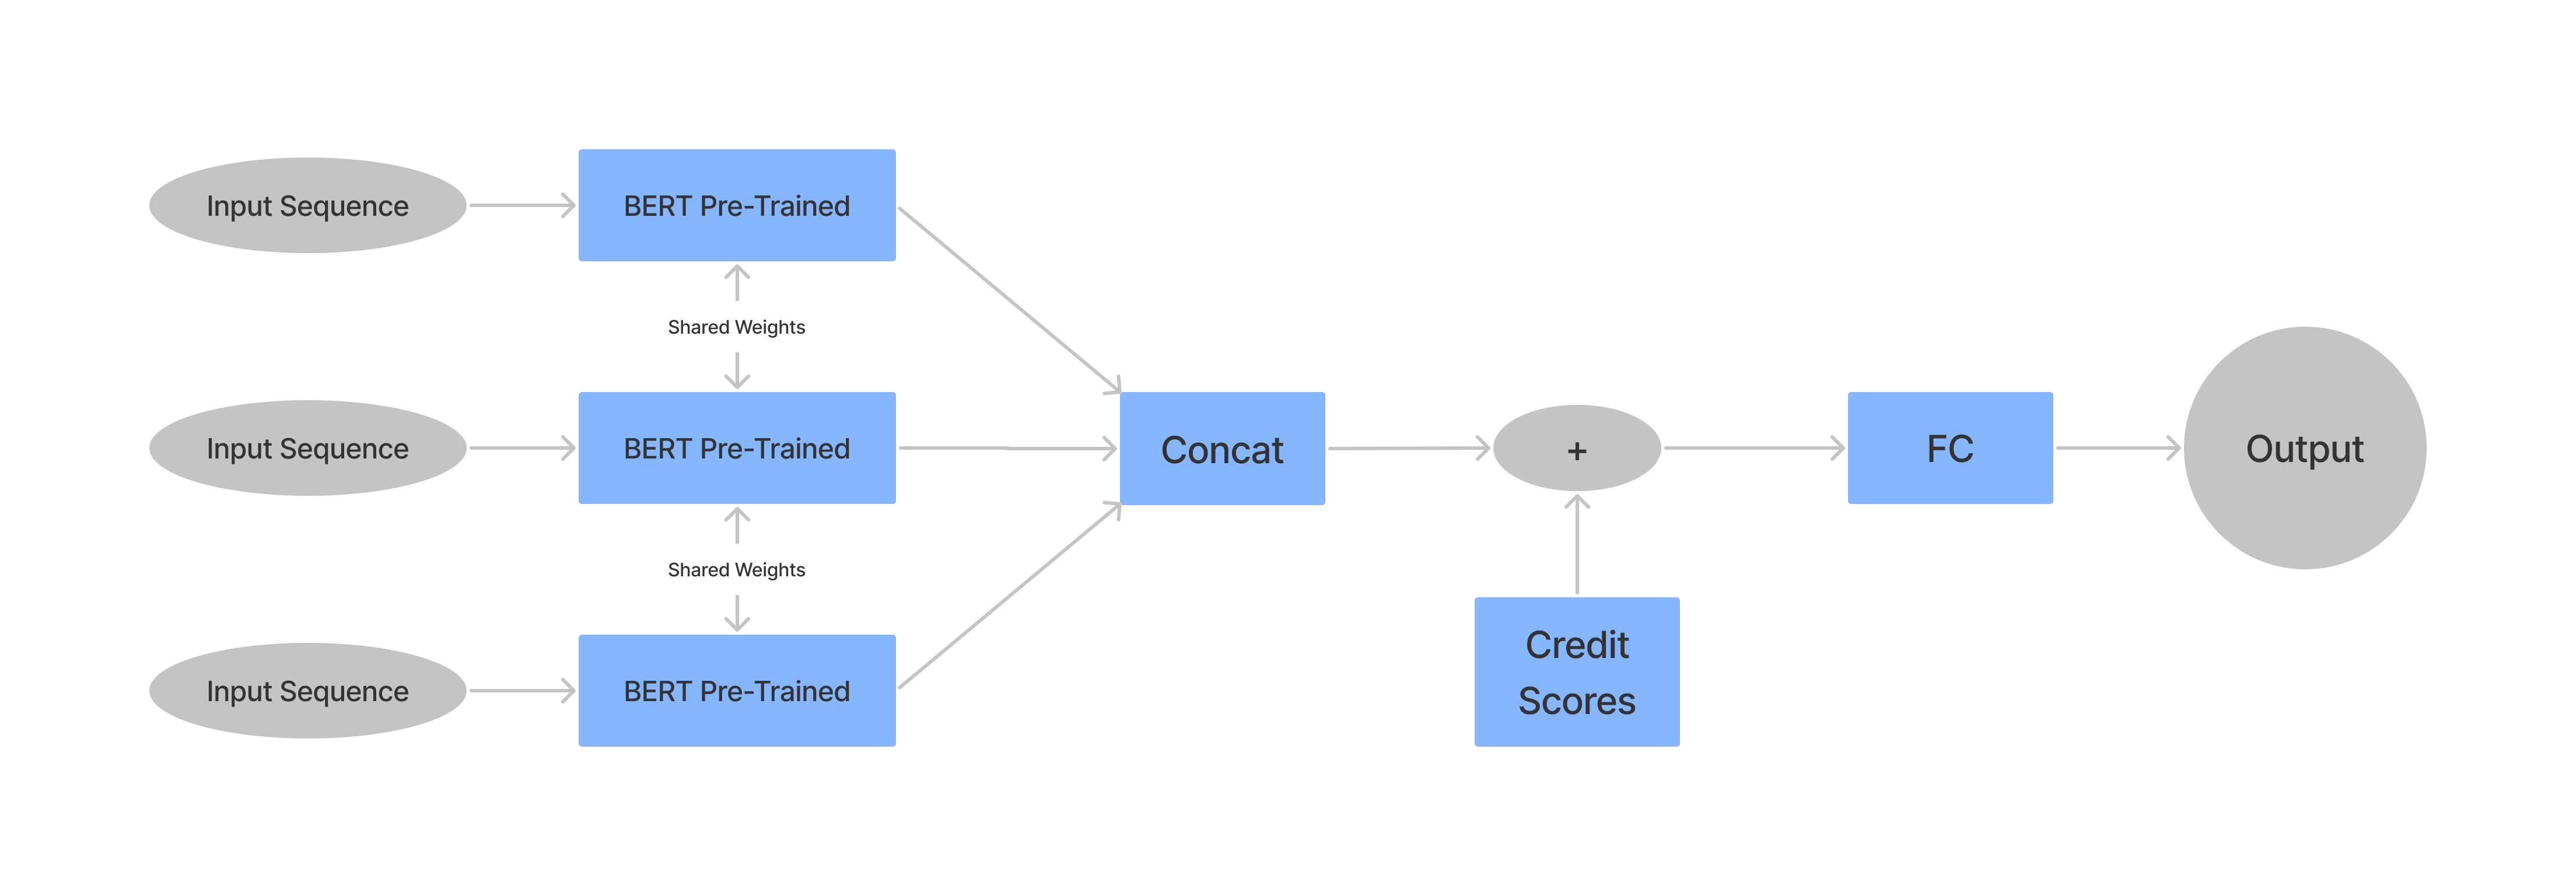 Input Sequence
BERT Pre-Trained
Shared Weights
Input Sequence
BERT Pre-Trained
Concat
+
FC
Output
Shared Weights
Input Sequence
BERT Pre-Trained
Credit
Scores